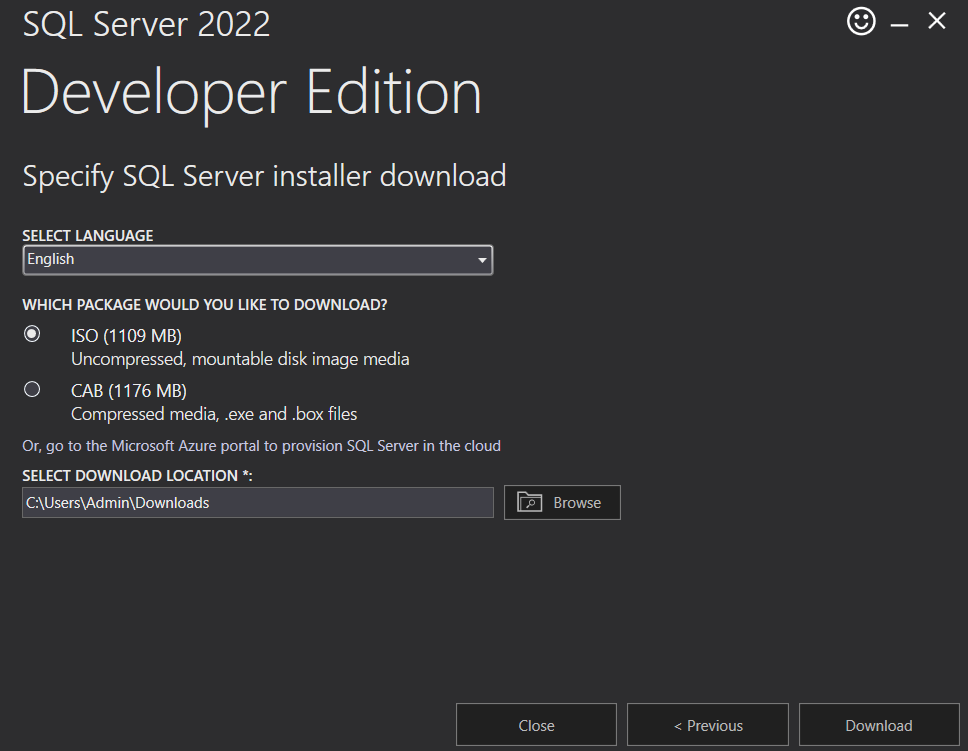 SQL Server 2022
Developer Edition
Specify SQL Server installer download
SELECT LANGUAGE
English
WHICH PACKAGE WOULD YOU LIKE TO DOWNLOAD?
ISO (1109 MB)
Uncompressed, mountable disk image media
CAB (1176 MB)
Compressed media, .exe and .box files
Or, go to the Microsoft Azure portal to provision SQL Server in the cloud
SELECT DOWNLOAD LOCATION *:
C:\Users\Admin\Downloads
Browse
Close
< Previous
Download